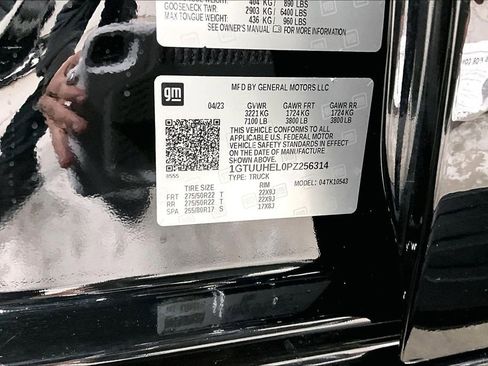 404 KG/ 890 LBS
GOOSENECK TWR: 2903 KG/ 6400 LBS
MAX TONGUE WEIGHT: 436 KG/ 960 LBS
SEE OWNER'S MANUAL FOR MORE INFORMATION
gm
MFD BY GENERAL MOTORS LLC
04/23 GVWR GAWR FRT GAWR RR
3221 KG 1724 KG 1724 KG
7100 LB 3800 LB 3800 LB
THIS VEHICLE CONFORMS TO ALL
APPLICABLE U.S. FEDERAL MOTOR
VEHICLE SAFETY STANDARDS IN EFFECT
ON THE DATE OF MANUFACTURE
SHOWN ABOVE.
1GTUUHEL0PZ256314
TYPE: TRUCK
TIRE SIZE RIM 04TK10543
FRT 275/50R22 T 22X9J
RR 275/50R22 T 22X9J
SPA 255/80R17 S 17X8J